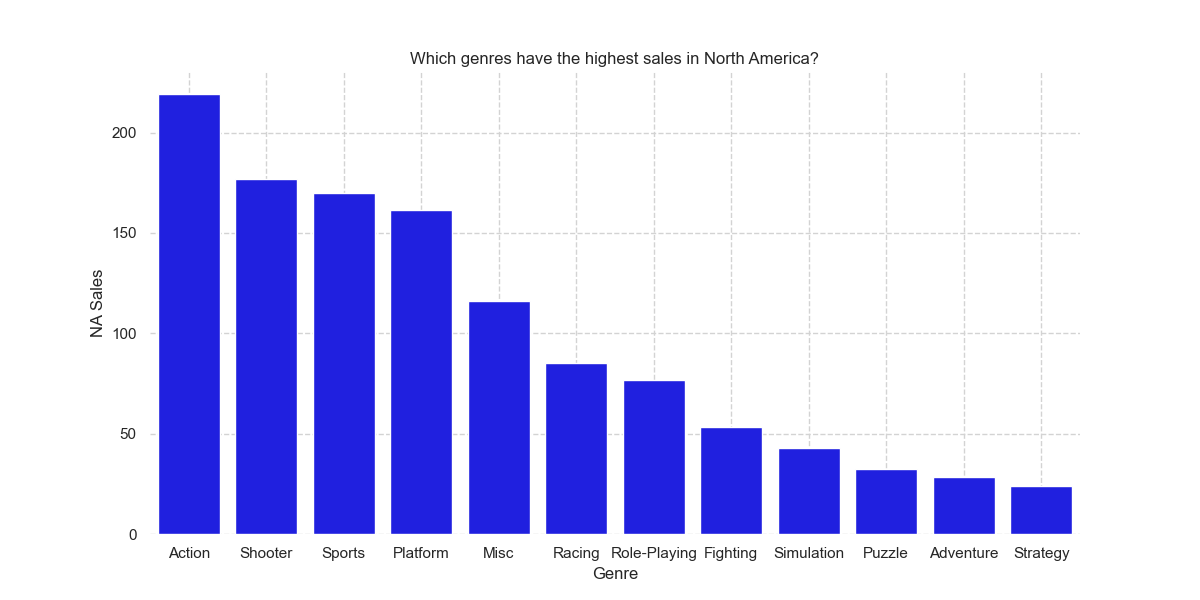 Which genres have the highest sales in North America?
NA Sales
200
150
100
50
0
Action Shooter Sports Platform Misc Racing Role-Playing Fighting Simulation Puzzle Adventure Strategy
Genre